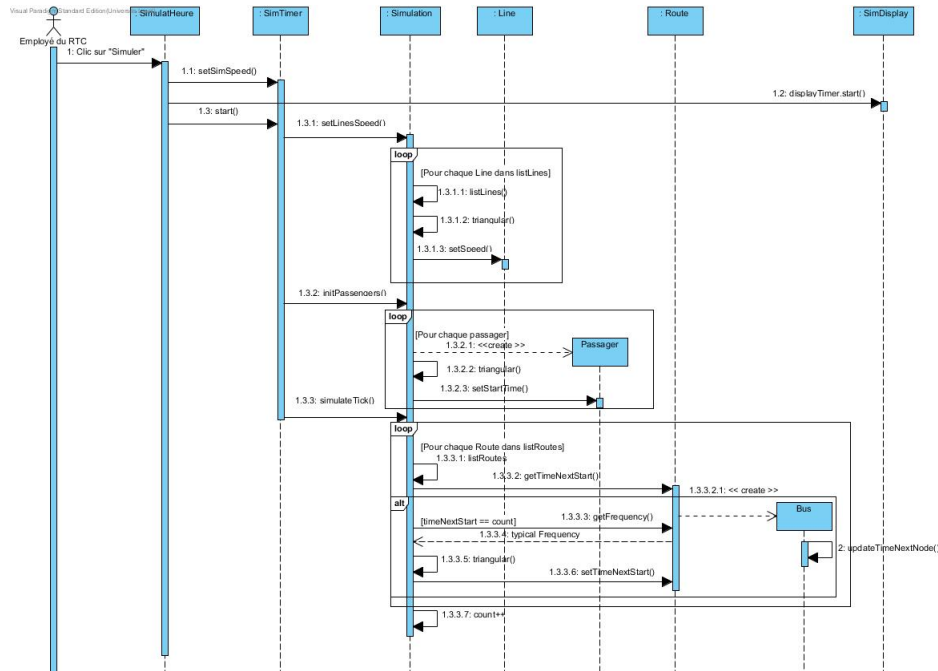 Visual Paradigm Standard Edition(Universite
: SimulatHeure
: SimTimer
: Simulation
: Line
: Route
: SimDisplay
Employé du RTC
1: Clic sur "Simuler"
1.1: setSimSpeed()
1.2: displayTimer.start()
1.3: start()
1.3.1: setLinesSpeed()
loop
[Pour chaque Line dans listLines]
1.3.1.1: listLines()
1.3.1.2: triangular()
1.3.1.3: setSpeed()
1.3.2: initPassengers()
loop
[Pour chaque passager]
1.3.2.1: <<create >>
Passager
1.3.2.2: triangular()
1.3.2.3: setStartTime()
1.3.3: simulateTick()
loop
[Pour chaque Route dans listRoutes]
1.3.3.1: listRoutes
1.3.3.2: getTimeNextStart()
1.3.3.2.1: << create >>
alt
Bus
[timeNextStart == count]
1.3.3.3: getFrequency()
1.3.3.4: typical Frequency
2: updateTimeNextNode()
1.3.3.5: triangular()
1.3.3.6: setTimeNextStart()
1.3.3.7: count++